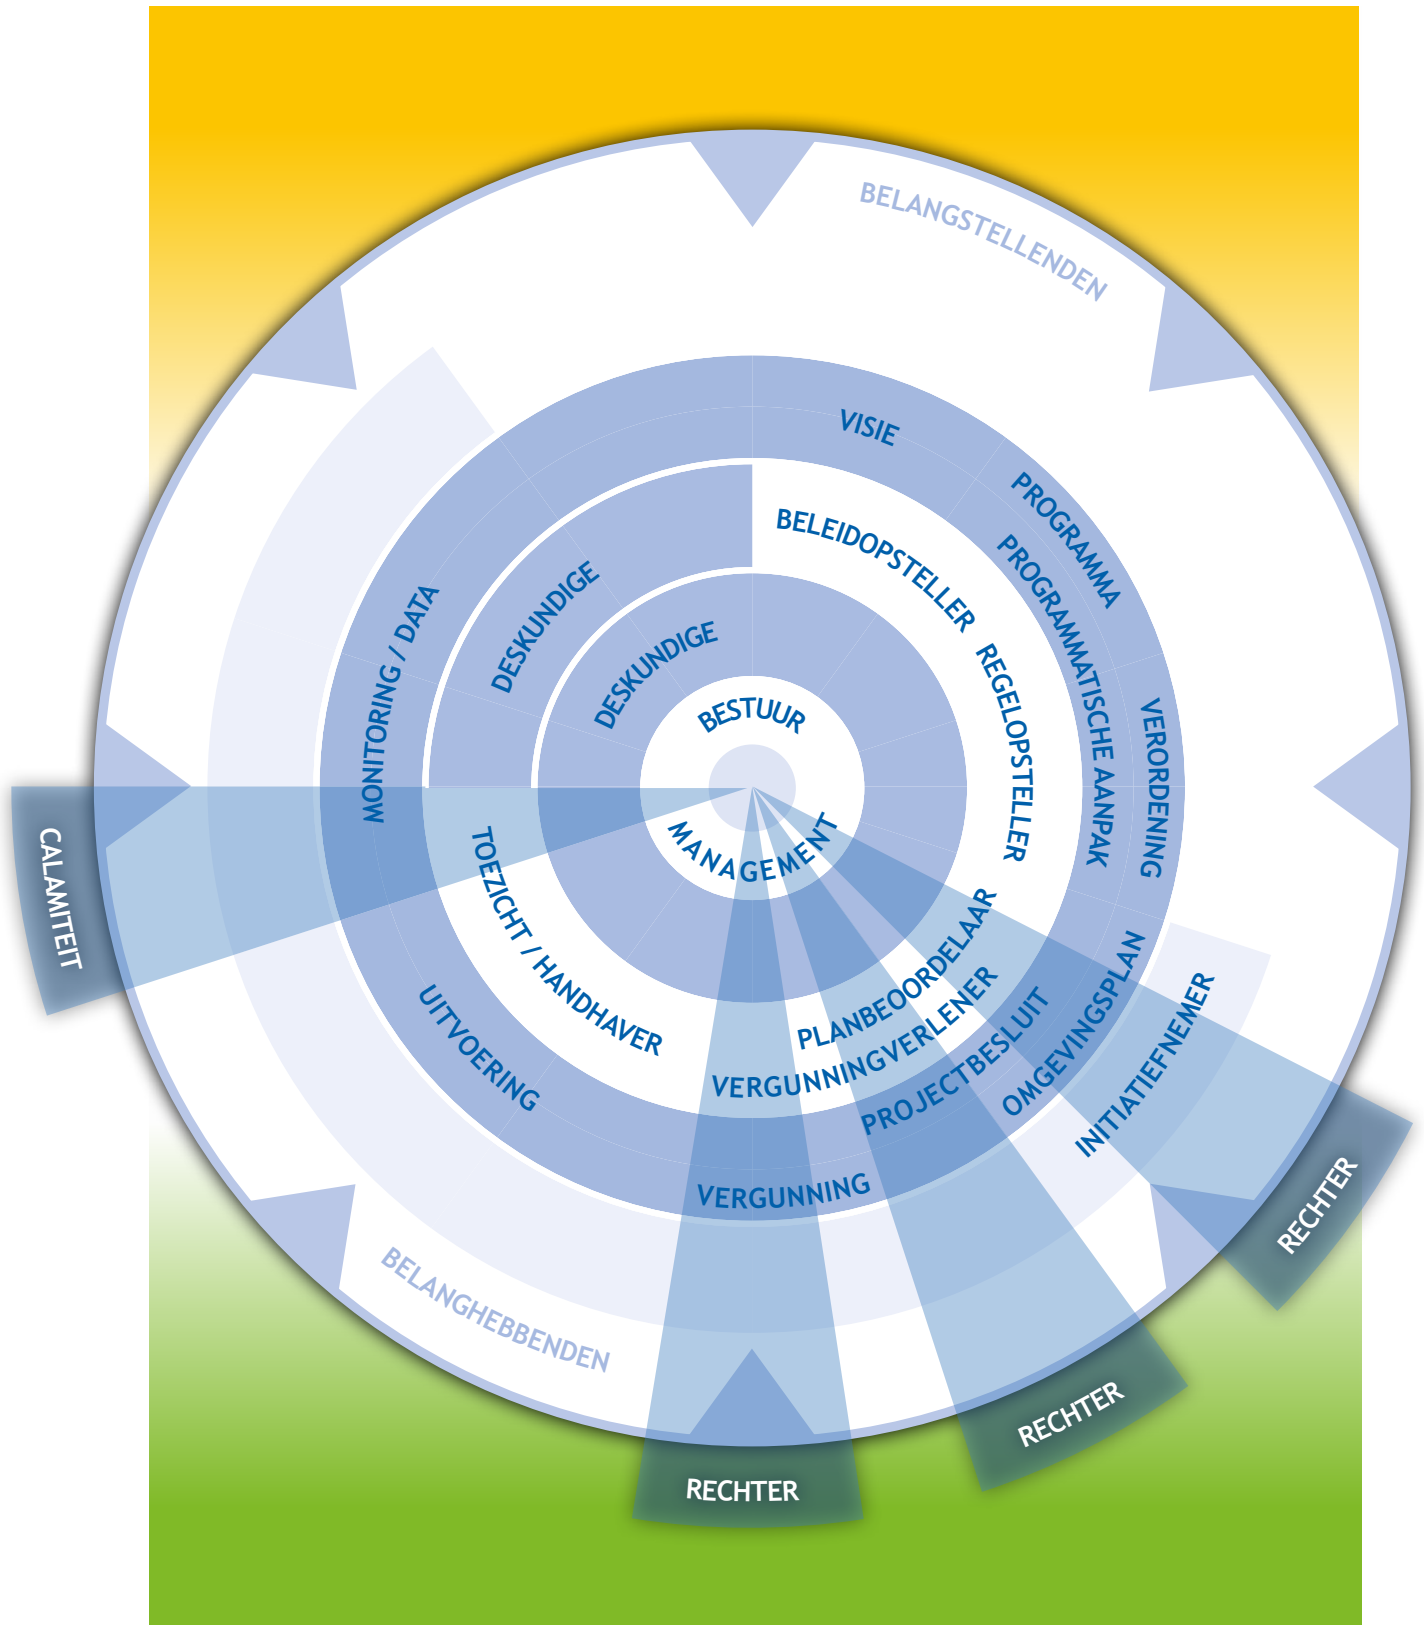 BELANGSTELLENDEN
VISIE
PROGRAMMA
PROGRAMMATISCHE AANPAK
VERORDENING
BELEIDOPSTELLER
REGELOPSTELLER
MONITORING / DATA
DESKUNDIGE
DESKUNDIGE
BESTUUR
MANAGEMENT
CALAMITEIT
TOEZICHT / HANDHAVER
UITVOERING
PLANBEOORDELAAR
VERGUNNINGVERLENER
PROJECTBESLUIT
OMGEVINGSPLAN
INITIATIEFNEMER
VERGUNNING
BELANGHEBBENDEN
RECHTER
RECHTER
RECHTER